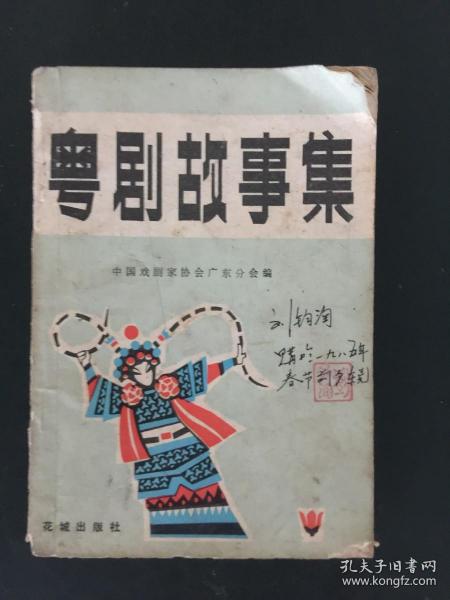 粤剧故事集
中国戏剧家协会广东分会编
刘钧洵
购于一九八五年
春节
花城出版社
孔夫子旧书网
www.kongfz.com